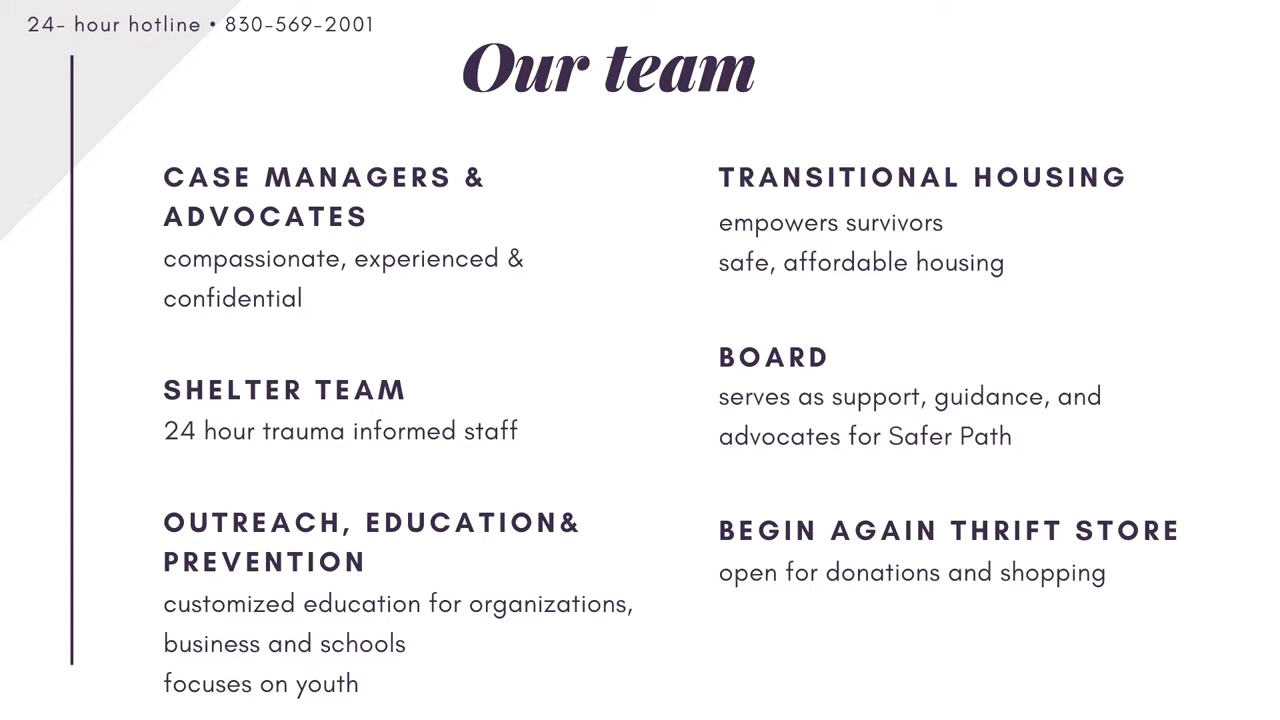 24- hour hotline • 830-569-2001
Our team
CASE MANAGERS &
ADVOCATES
compassionate, experienced &
confidential
SHELTER TEAM
24 hour trauma informed staff
OUTREACH, EDUCATION&
PREVENTION
customized education for organizations,
business and schools
focuses on youth
TRANSITIONAL HOUSING
empowers survivors
safe, affordable housing
BOARD
serves as support, guidance, and
advocates for Safer Path
BEGIN AGAIN THRIFT STORE
open for donations and shopping